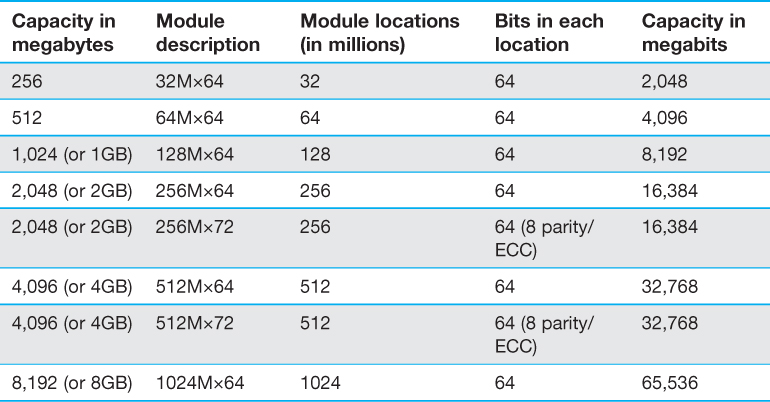 Capacity in megabytes Module description Module locations (in millions) Bits in each location Capacity in megabits
256 32M×64 32 64 2,048
512 64M×64 64 64 4,096
1,024 (or 1GB) 128M×64 128 64 8,192
2,048 (or 2GB) 256M×64 256 64 16,384
2,048 (or 2GB) 256M×72 256 64 (8 parity/ECC) 16,384
4,096 (or 4GB) 512M×64 512 64 32,768
4,096 (or 4GB) 512M×72 512 64 (8 parity/ECC) 32,768
8,192 (or 8GB) 1024M×64 1024 64 65,536